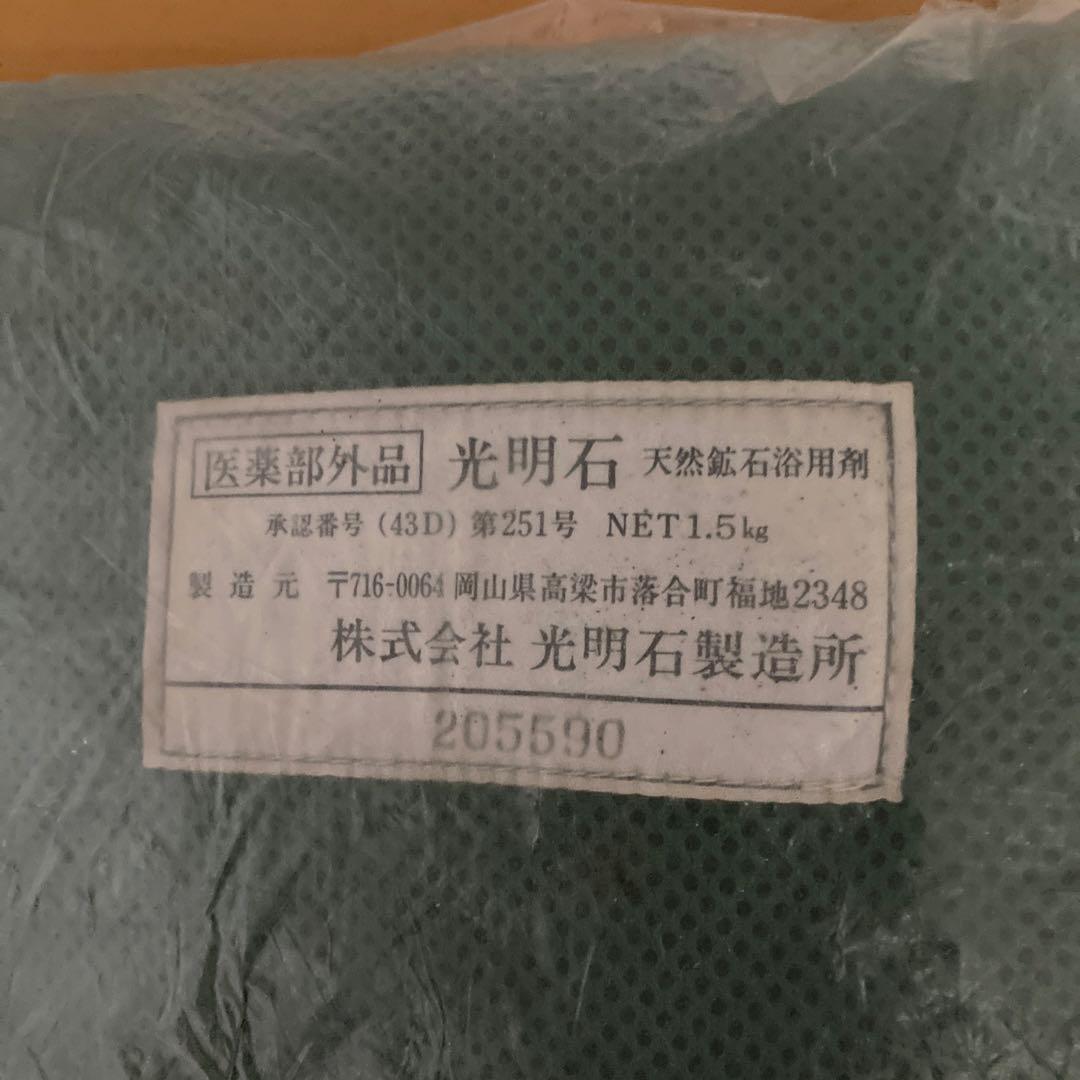 医薬部外品 光明石 天然鉱石浴用剤
承認番号 (43D) 第251号 NET 1.5kg
製造元 〒716-0064 岡山県高梁市落合町福地2348
株式会社 光明石製造所
205590